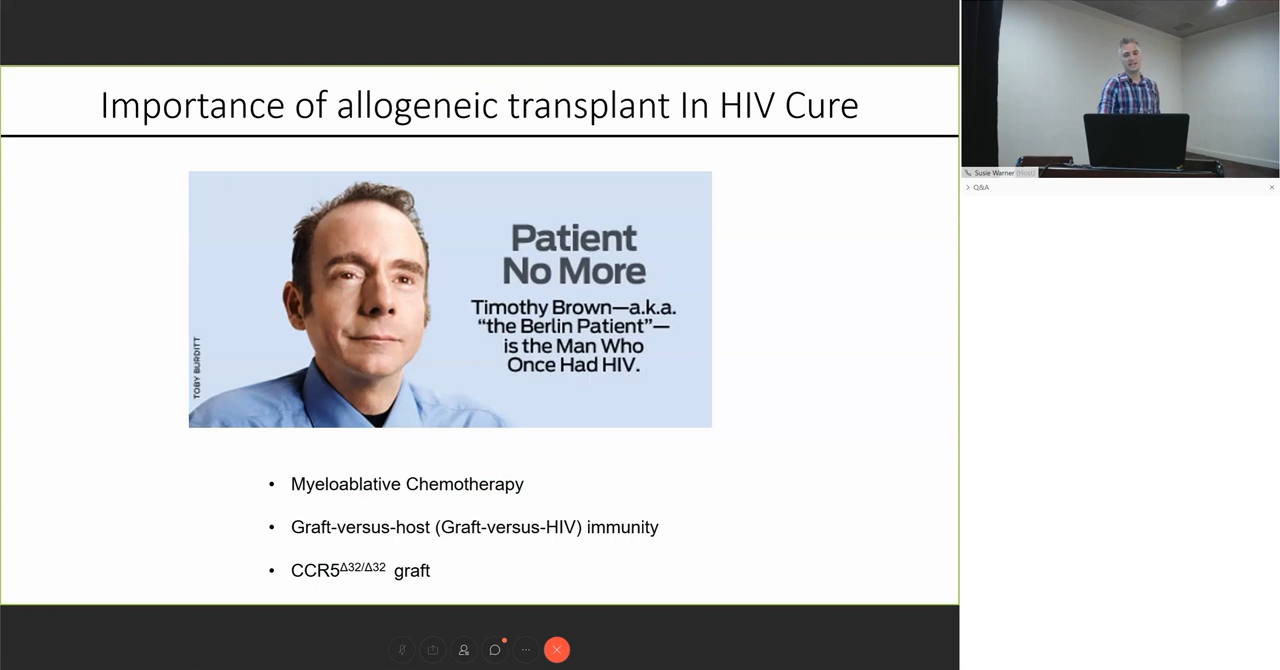 Importance of allogeneic transplant In HIV Cure
Patient
No More
Timothy Brown—a.k.a.
“the Berlin Patient”—
is the Man Who
Once Had HIV.
TOBY BURDITT
• Myeloablative Chemotherapy
• Graft-versus-host (Graft-versus-HIV) immunity
• CCR5Δ32/Δ32 graft
Susie Warner (Host)
Q&A